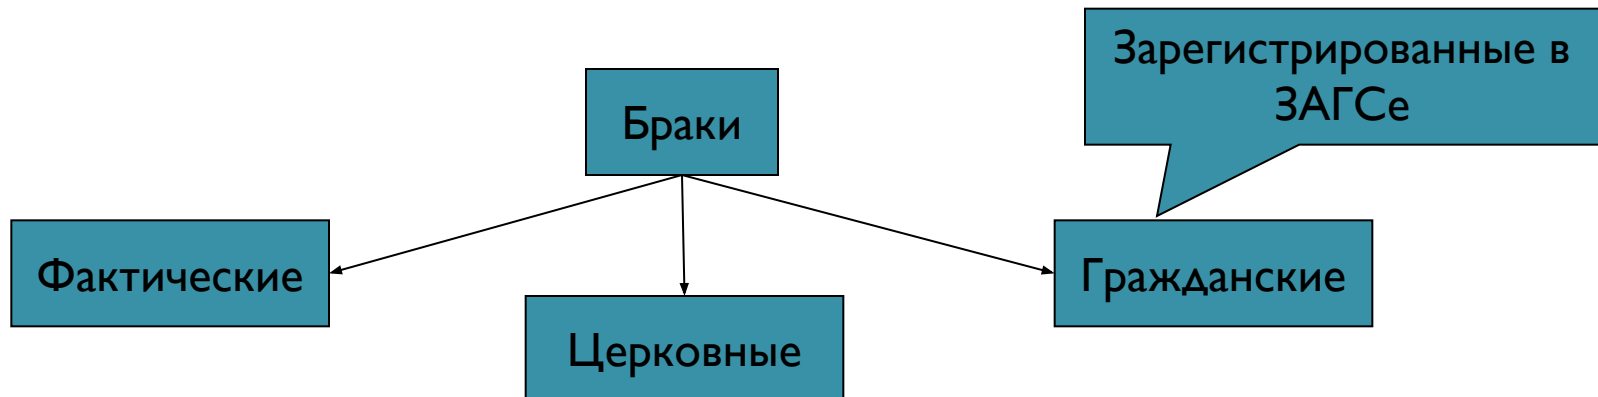 Зарегистрированные в
ЗАГСе
Браки
Фактические
Гражданские
Церковные